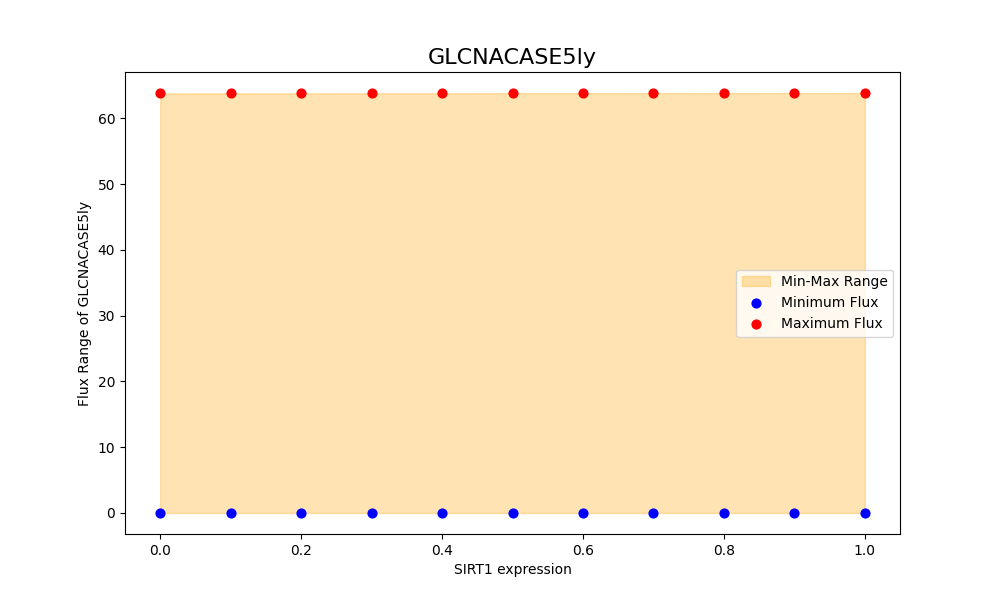 GLCNACASE5ly
Flux Range of GLCNACASE5ly
60
50
40
30
20
10
0
Min-Max Range
Minimum Flux
Maximum Flux
0.0 0.2 0.4 0.6 0.8 1.0
SIRT1 expression